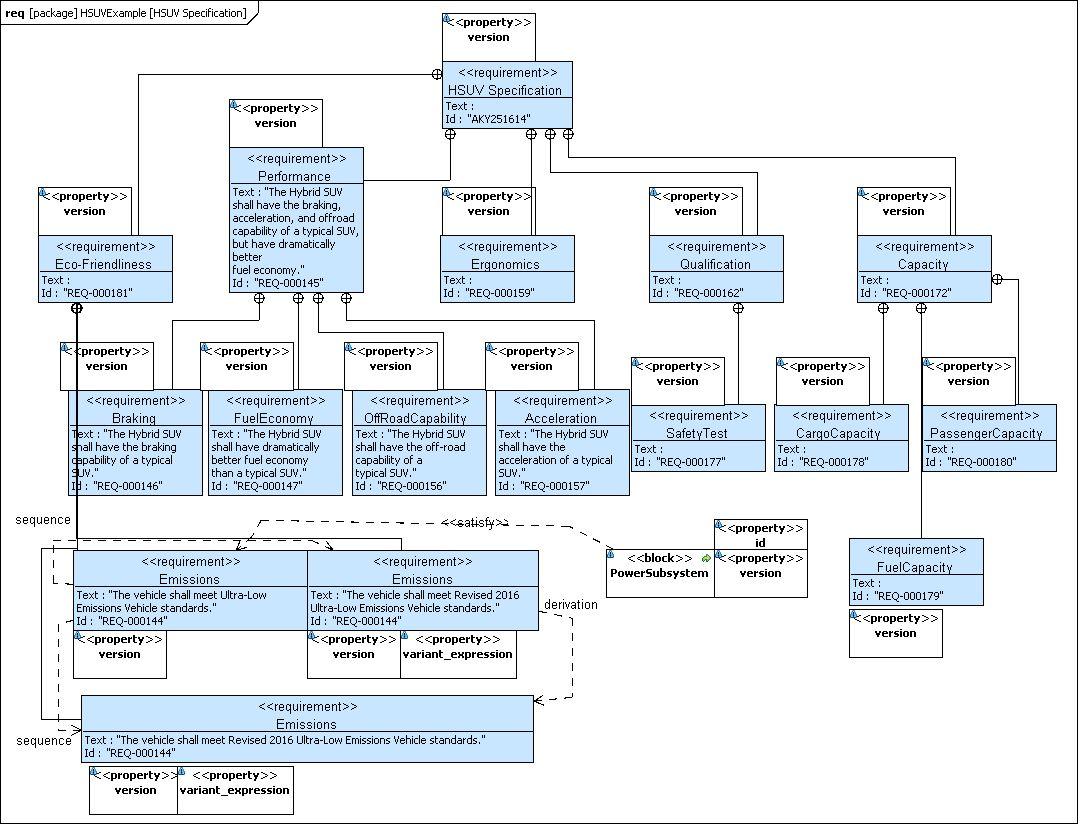 req [package] HSUVExample [HSUV Specification]
<<property>>
version
<<requirement>>
HSUV Specification
Text :
Id : "AKY251614"
<<property>>
version
<<requirement>>
Performance
Text : "The Hybrid SUV
shall have the braking,
acceleration, and offroad
capability of a typical SUV,
but have dramatically
better
fuel economy."
Id : "REQ-000145"
<<property>>
version
<<requirement>>
Eco-Friendliness
Text :
Id : "REQ-000181"
<<property>>
version
<<requirement>>
Ergonomics
Text :
Id : "REQ-000159"
<<property>>
version
<<requirement>>
Qualification
Text :
Id : "REQ-000162"
<<property>>
version
<<requirement>>
Capacity
Text :
Id : "REQ-000172"
<<property>>
version
<<requirement>>
Braking
Text : "The Hybrid SUV
shall have the braking
capability of a typical
SUV."
Id : "REQ-000146"
<<property>>
version
<<requirement>>
FuelEconomy
Text : "The Hybrid SUV
shall have dramatically
better fuel economy
than a typical SUV."
Id : "REQ-000147"
<<property>>
version
<<requirement>>
OffRoadCapability
Text : "The Hybrid SUV
shall have the off-road
capability of a
typical SUV."
Id : "REQ-000156"
<<property>>
version
<<requirement>>
Acceleration
Text : "The Hybrid SUV
shall have the
acceleration of a typical
SUV."
Id : "REQ-000157"
<<property>>
version
<<requirement>>
SafetyTest
Text :
Id : "REQ-000177"
<<property>>
version
<<requirement>>
CargoCapacity
Text :
Id : "REQ-000178"
<<property>>
version
<<requirement>>
PassengerCapacity
Text :
Id : "REQ-000180"
sequence
<<satisfy>>
<<property>>
id
<<block>>
PowerSubsystem
<<property>>
version
<<requirement>>
FuelCapacity
Text :
Id : "REQ-000179"
<<property>>
version
<<requirement>>
Emissions
Text : "The vehicle shall meet Ultra-Low
Emissions Vehicle standards."
Id : "REQ-000144"
<<property>>
version
<<requirement>>
Emissions
Text : "The vehicle shall meet Revised 2016
Ultra-Low Emissions Vehicle standards."
Id : "REQ-000144"
<<property>>
version
<<property>>
variant_expression
derivation
sequence
<<requirement>>
Emissions
Text : "The vehicle shall meet Revised 2016 Ultra-Low Emissions Vehicle standards."
Id : "REQ-000144"
<<property>>
version
<<property>>
variant_expression